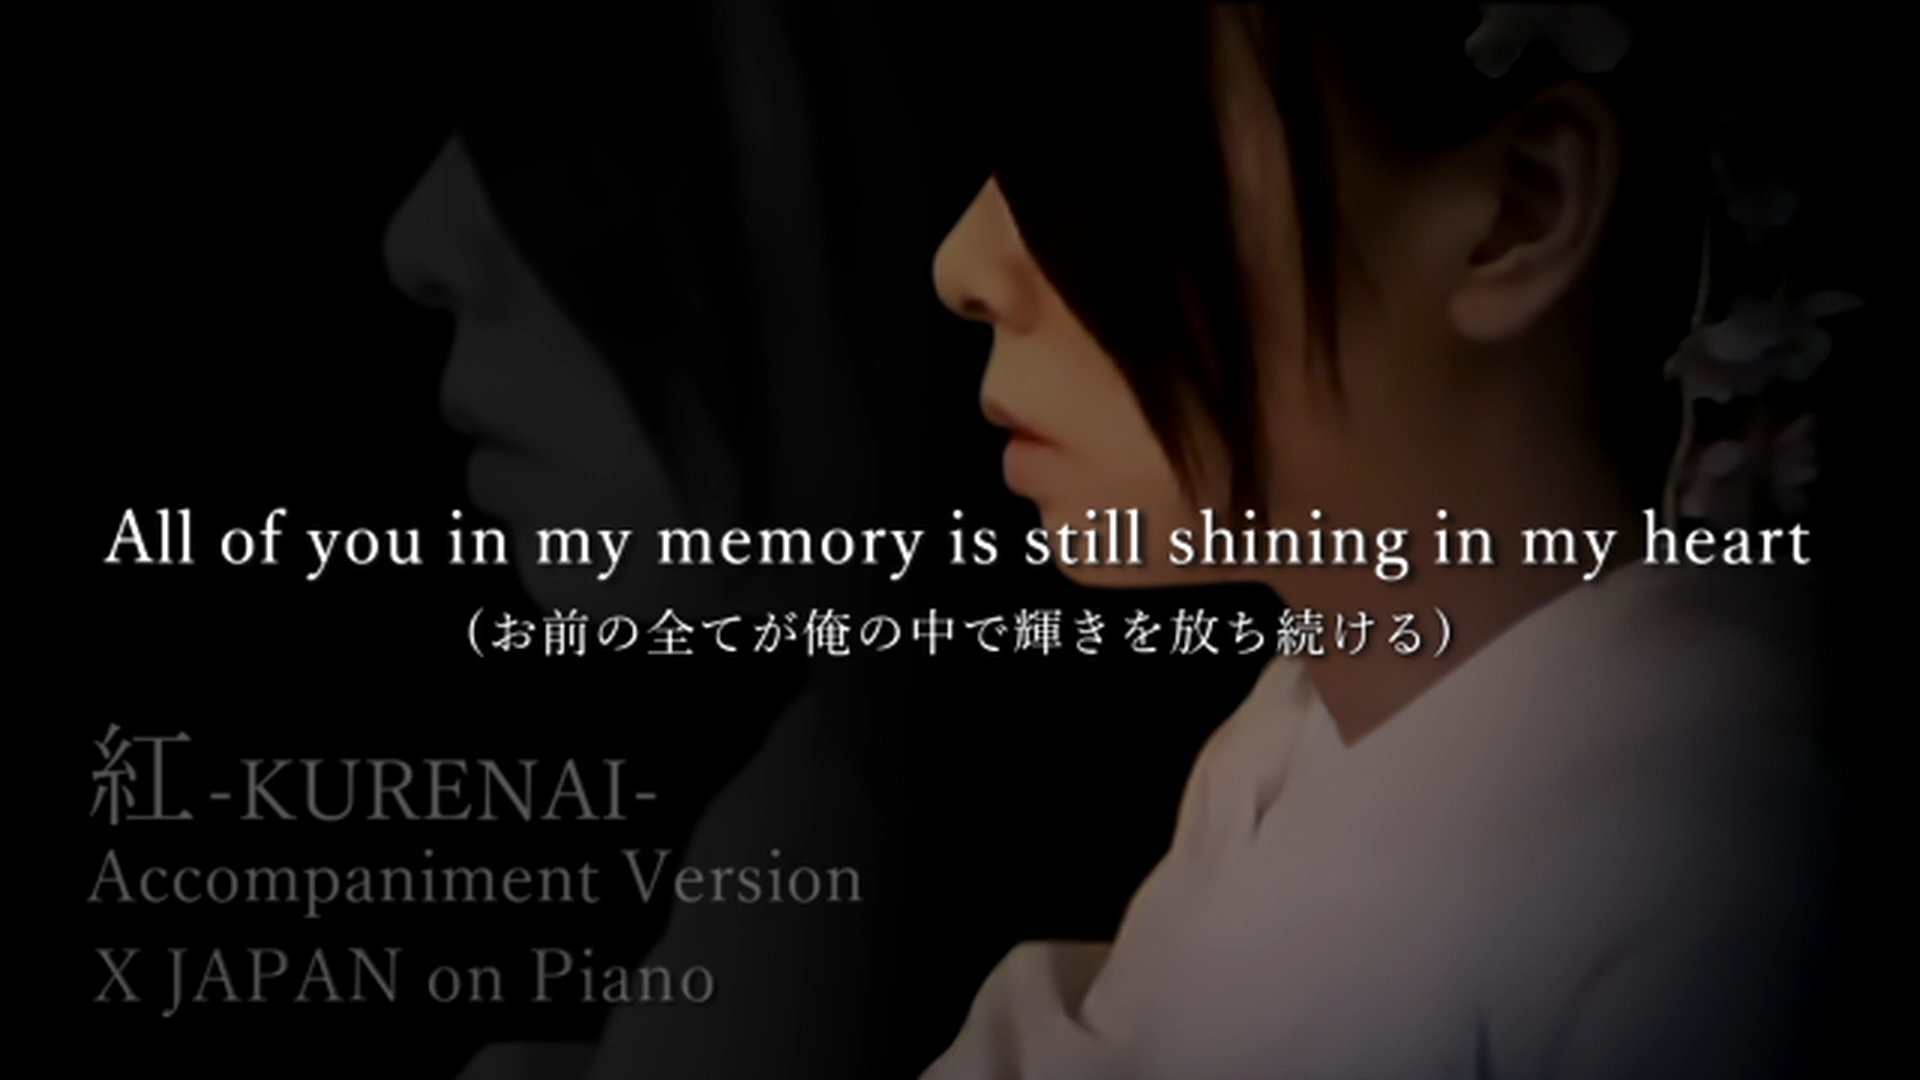 All of you in my memory is still shining in my heart
（お前の全てが俺の中で輝きを放ち続ける）
紅-KURENAI-
Accompaniment Version
X JAPAN on Piano